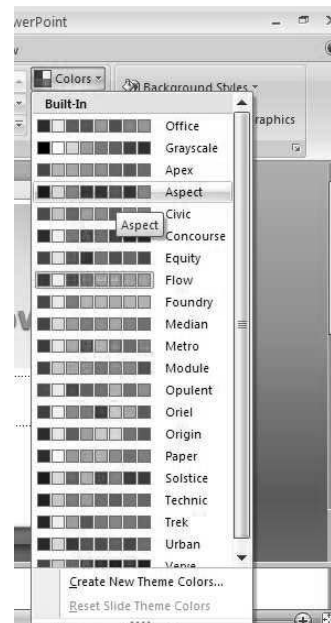 werPoint
Colors
Background Styles
Built-In
raphics
Office
Grayscale
Apex
Aspect
Civic
Aspect
Concourse
Equity
Flow
Foundry
Median
Metro
Module
Opulent
Oriel
Origin
Paper
Solstice
Technic
Trek
Urban
Verve
Create New Theme Colors...
Reset Slide Theme Colors